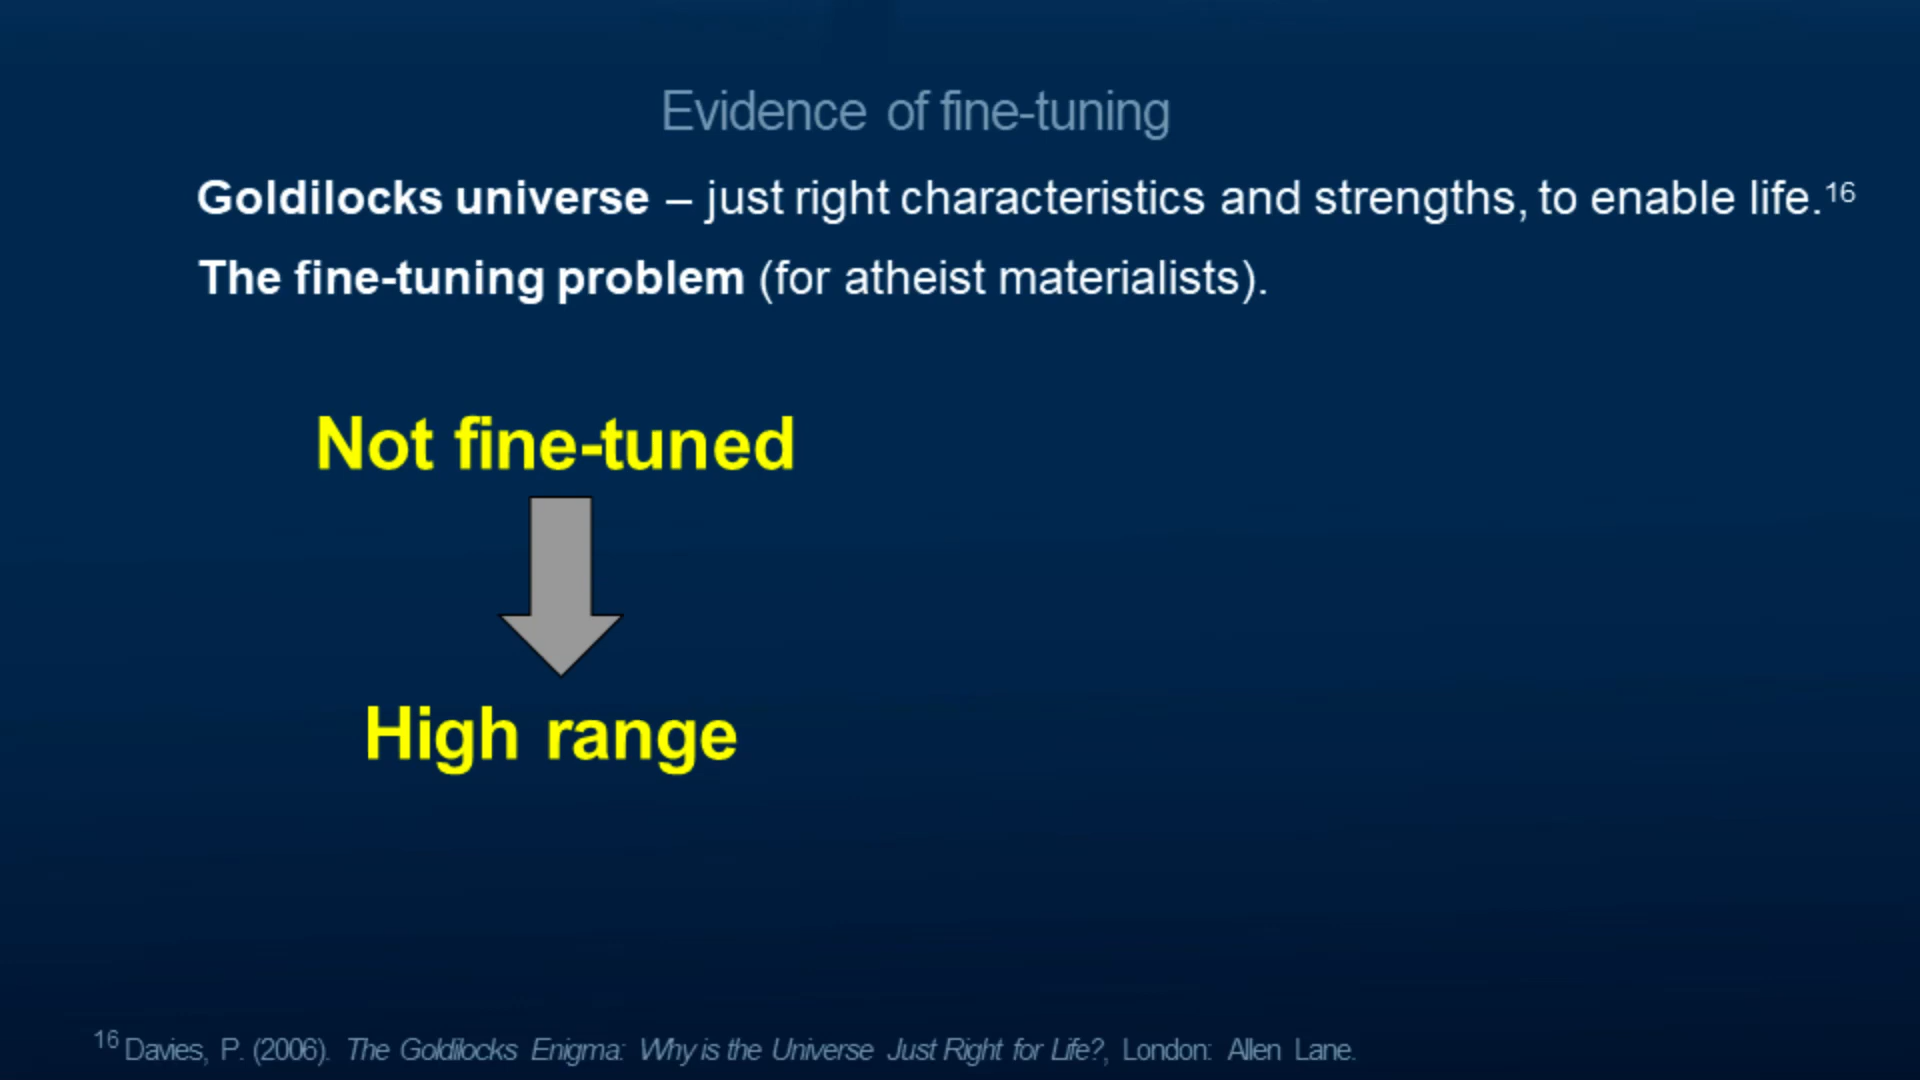 Evidence of fine-tuning
Goldilocks universe – just right characteristics and strengths, to enable life.16
The fine-tuning problem (for atheist materialists).
Not fine-tuned
High range
16 Davies, P. (2006). The Goldilocks Enigma: Why is the Universe Just Right for Life?, London: Allen Lane.